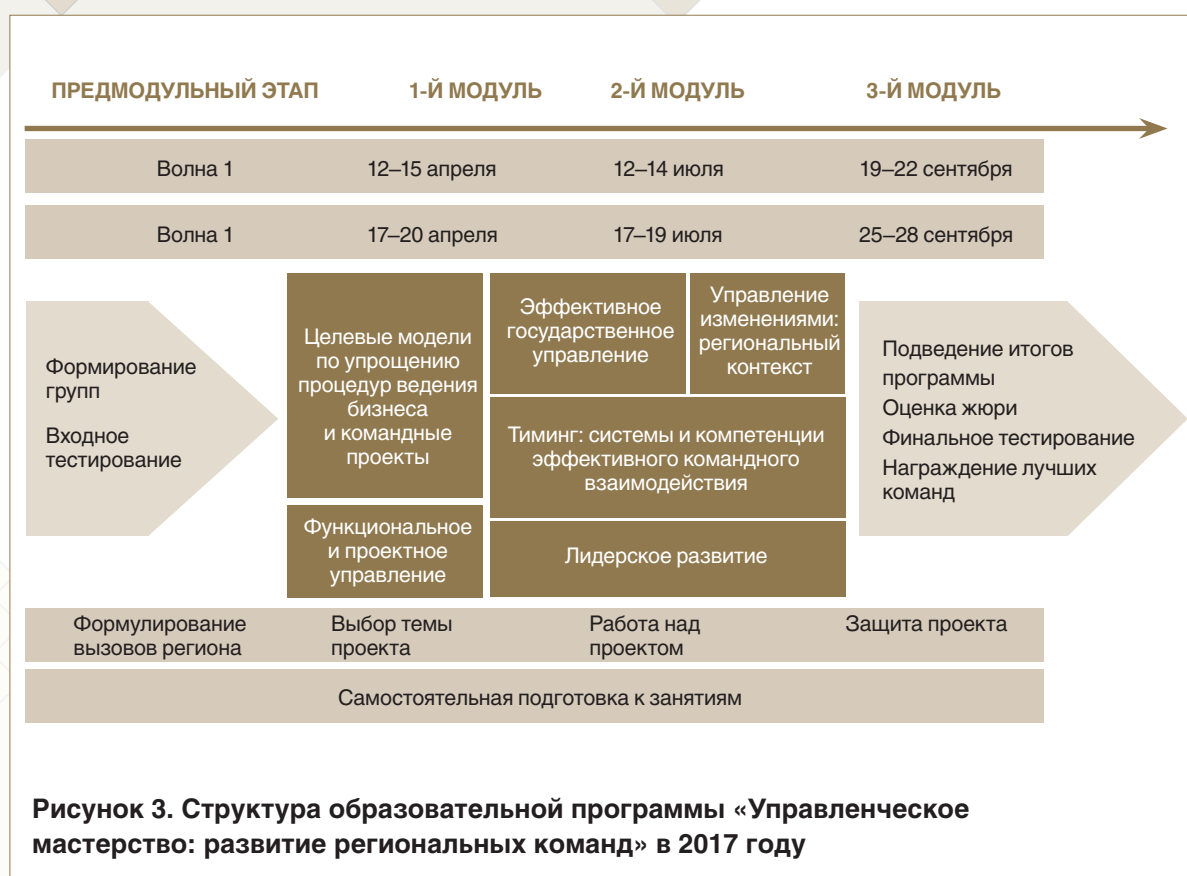 ПРЕДМОДУЛЬНЫЙ ЭТАП 1-Й МОДУЛЬ 2-Й МОДУЛЬ 3-Й МОДУЛЬ
Волна 1 12–15 апреля 12–14 июля 19–22 сентября
Волна 1 17–20 апреля 17–19 июля 25–28 сентября
Формирование
групп
Входное
тестирование
Целевые модели
по упрощению
процедур ведения
бизнеса
и командные
проекты
Функциональное
и проектное
управление
Эффективное
государственное
управление
Управление
изменениями:
региональный
контекст
Тиминг: системы и компетенции
эффективного командного
взаимодействия
Лидерское развитие
Подведение итогов
программы
Оценка жюри
Финальное тестирование
Награждение лучших
команд
Формулирование
вызовов региона
Выбор темы
проекта
Работа над
проектом
Защита проекта
Самостоятельная подготовка к занятиям
Рисунок 3. Структура образовательной программы «Управленческое
мастерство: развитие региональных команд» в 2017 году